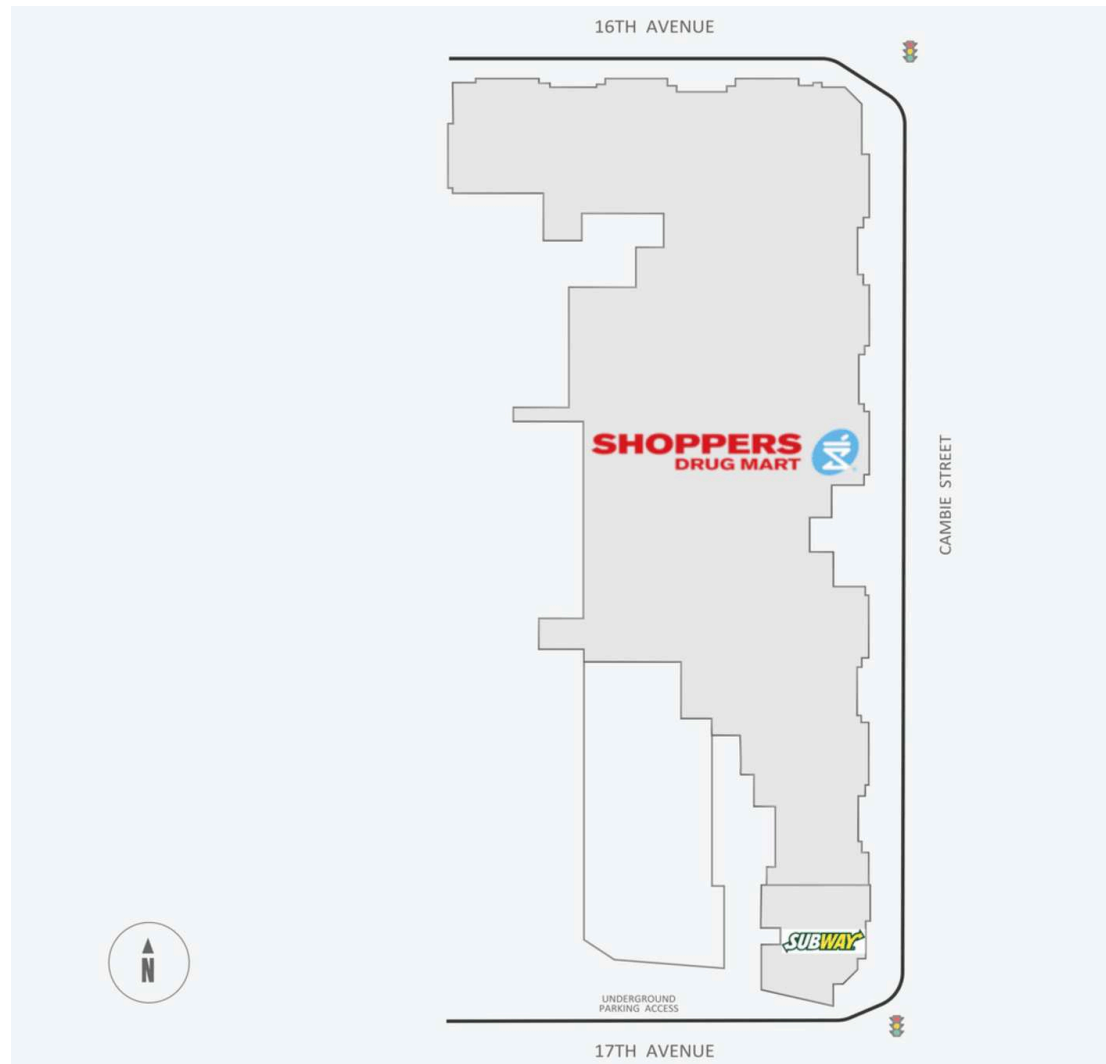 16TH AVENUE
SHOPPERS
DRUG MART
CAMBIE STREET
SUBWAY
N
UNDERGROUND
PARKING ACCESS
17TH AVENUE